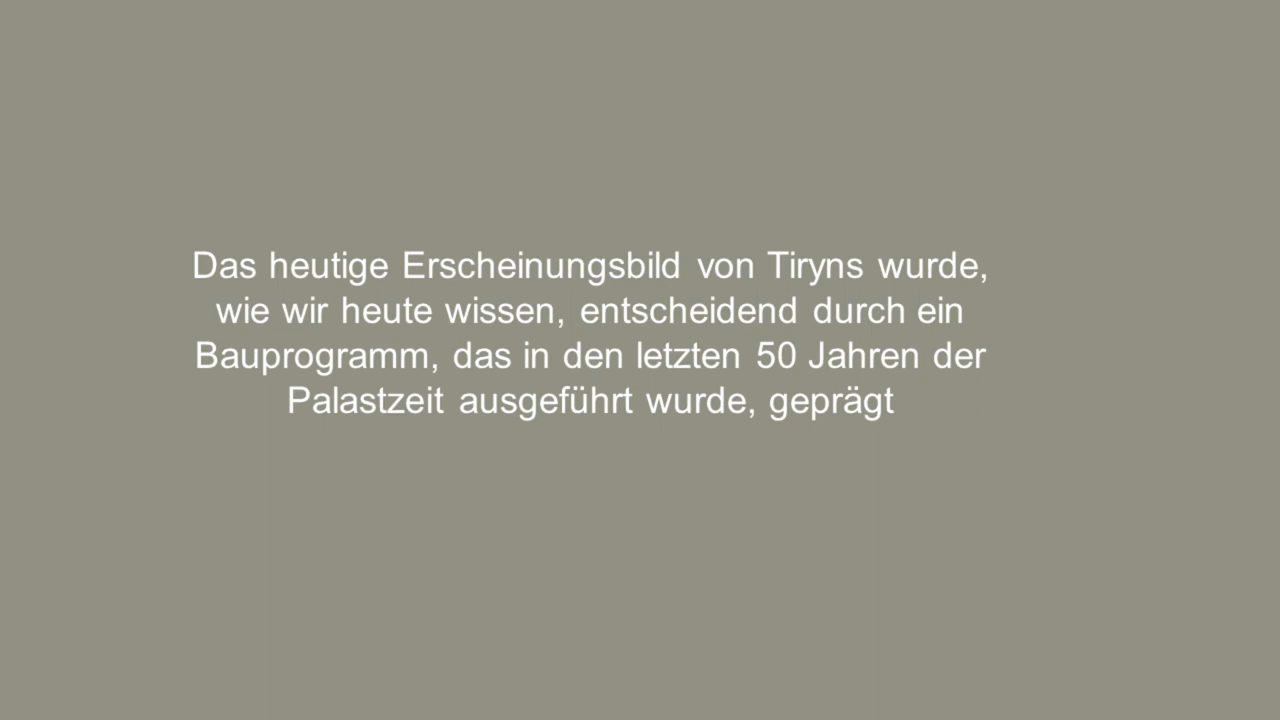 Das heutige Erscheinungsbild von Tiryns wurde,
wie wir heute wissen, entscheidend durch ein
Bauprogramm, das in den letzten 50 Jahren der
Palastzeit ausgeführt wurde, geprägt